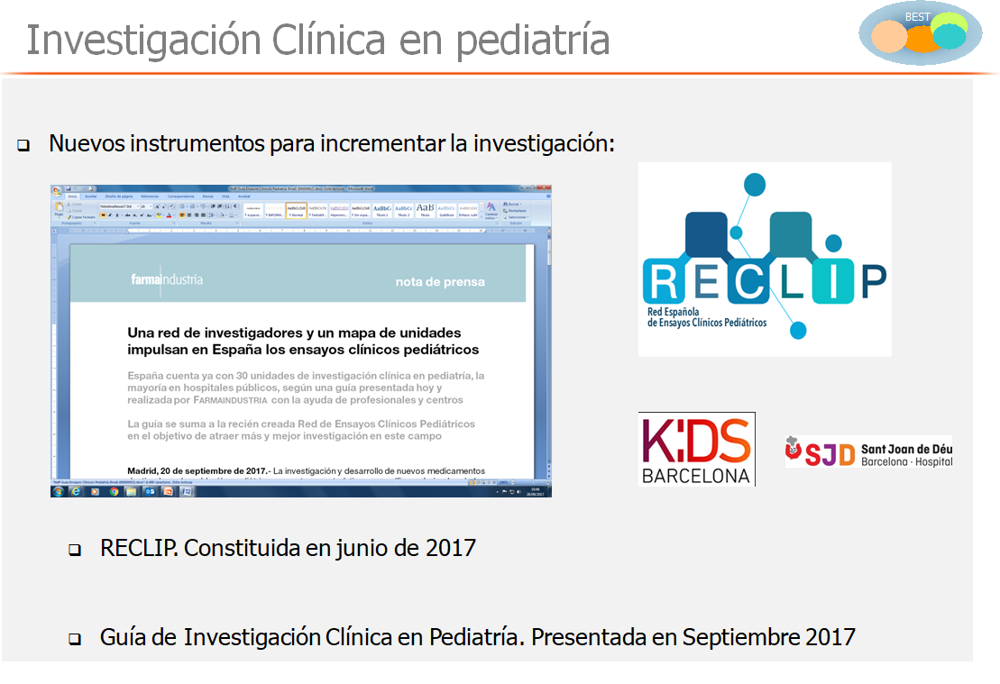 Investigación Clínica en pediatría
BEST
Nuevos instrumentos para incrementar la investigación:
farmaindustria
nota de prensa
Una red de investigadores y un mapa de unidades
impulsan en España los ensayos clínicos pediátricos
España cuenta ya con 30 unidades de investigación clínica en pediatría, la
mayoría en hospitales públicos, según una guía presentada hoy y
realizada por FARMAINDUSTRIA con la ayuda de profesionales y centros
La guía se suma a la recién creada Red de Ensayos Clínicos Pediátricos
en el objetivo de atraer más y mejor investigación en este campo
Madrid, 20 de septiembre de 2017.- La investigación y desarrollo de nuevos medicamentos
RECLIP
Red Española
de Ensayos Clínicos Pediátricos
KIDS
BARCELONA
SJD Sant Joan de Déu
Barcelona · Hospital
RECLIP. Constituida en junio de 2017
Guía de Investigación Clínica en Pediatría. Presentada en Septiembre 2017